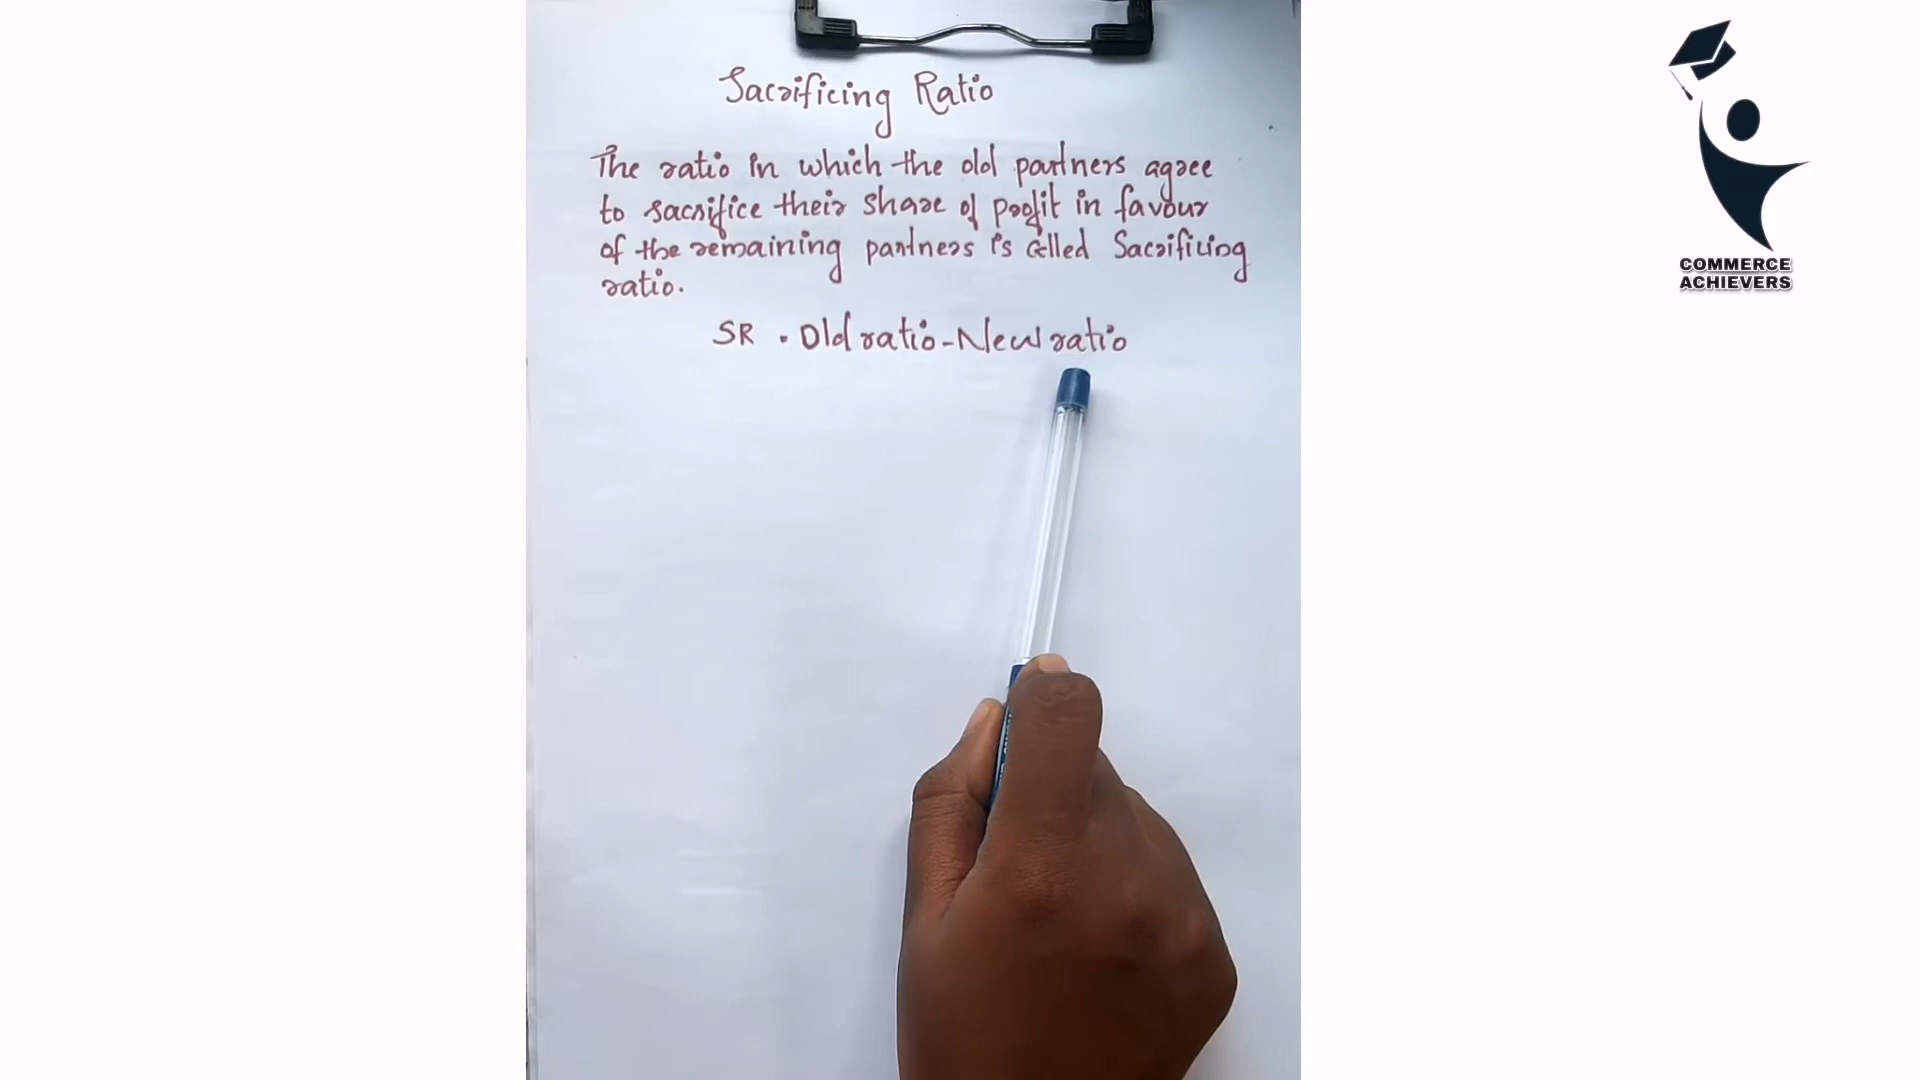 Sacrificing Ratio
The ratio in which the old partners agree
to sacrifice their share of profit in favour
of the remaining partners is called Sacrificing
ratio.
SR = Old ratio - New ratio
COMMERCE
ACHIEVERS